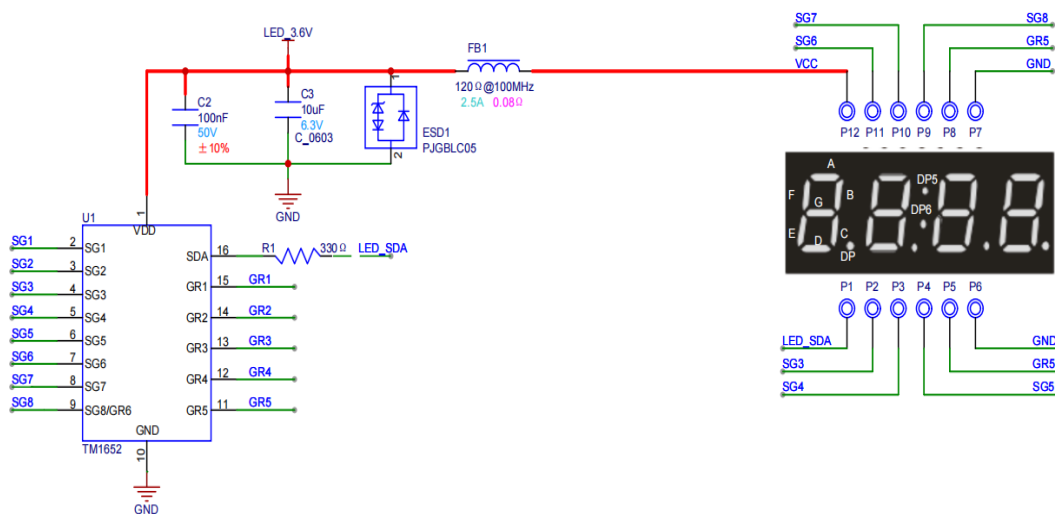 LED_3.6V
C2
100nF
50V
±10%
C3
10uF
6.3V
C_0603
1
2
ESD1
PJGBLC05
FB1
120Ω@100MHz
2.5A 0.08Ω
GND
U1
1
VDD
SG1 2 SG1
SG2 3 SG2
SG3 4 SG3
SG4 5 SG4
SG5 6 SG5
SG6 7 SG6
SG7 8 SG7
SG8 9 SG8/GR6
SDA 16 R1 330Ω LED_SDA
GR1 15 GR1
GR2 14 GR2
GR3 13 GR3
GR4 12 GR4
GR5 11 GR5
GND
10
TM1652
GND
SG7 SG8
SG6 GR5
VCC GND
P12 P11 P10 P9 P8 P7
A
F B
G
E C
D
DP
DP5
DP6
P1 P2 P3 P4 P5 P6
LED_SDA GND
SG3 GR5
SG4 SG5